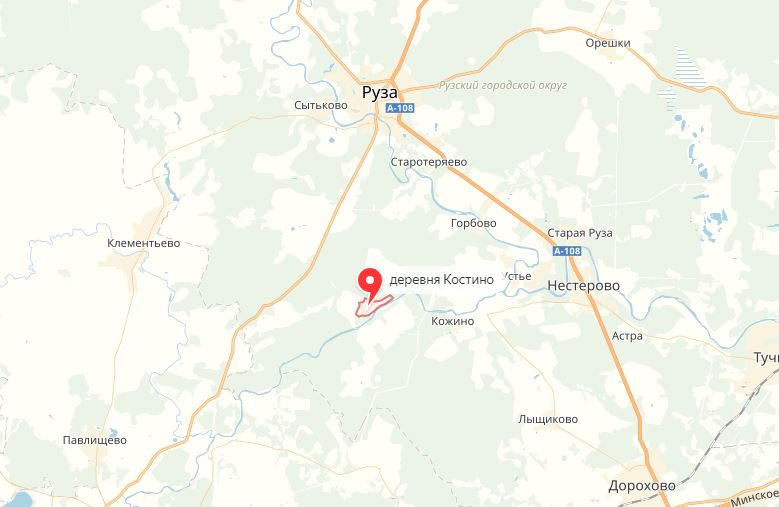 Орешки
Рузский городской округ
Руза
Сытьково
А-108
Старотеряево
Горбово
Старая Руза
Клементьево
А-108
деревня Костино
Устье
Нестерово
Кожино
Астра
Тучк
Лыщиково
Павлищево
Дорохово
Минское